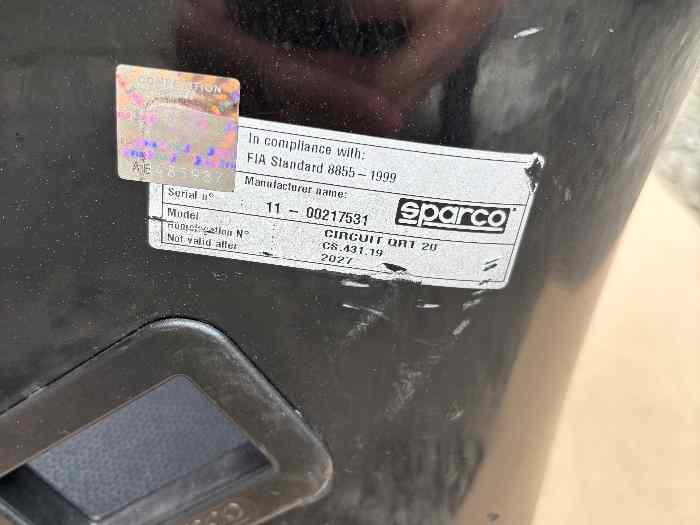 COMPETITION
AE485937
In compliance with:
FIA Standard 8855 – 1999
Manufacturer name:
sparco
Serial n° : 11 – 00217531
Model : CIRCUIT QRT 20
Homologation N° : CS.431.19
Not valid after : 2027